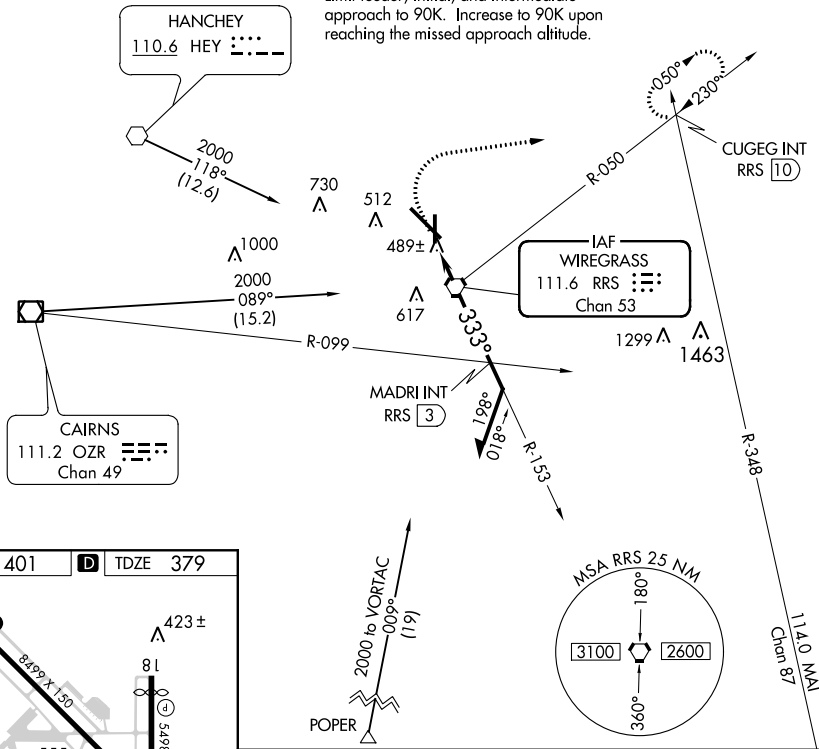 approach to 90K. Increase to 90K upon
reaching the missed approach altitude.
HANCHEY
110.6 HEY
2000
118°
(12.6)
050°
230°
CUGEG INT
RRS 10
R-050
730
512
489±
1000
2000
089°
(15.2)
617
IAF
WIREGRASS
111.6 RRS
Chan 53
333°
1299
1463
R-099
MADRI INT
RRS 3
198°
018°
R-153
R-348
CAIRNS
111.2 OZR
Chan 49
401 D TDZE 379
423±
8499 X 150
18
P
5498
2000 to VORTAC
009°
(19)
POPER
MSA RRS 25 NM
180°
3100
2600
360°
114.0 MAI
Chan 87